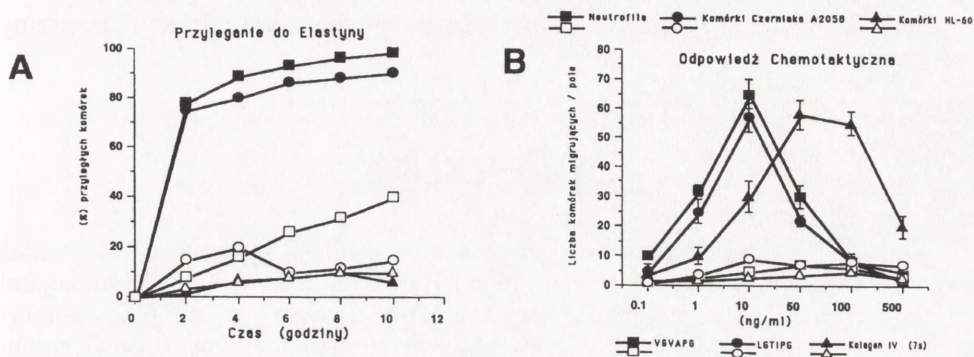 Neutrofile Komórki Czerniaka A2058 Komórki HL-60
A
Przyleganie do Elastyny
(%) przyległych komórek
100
80
60
40
20
0
0 2 4 6 8 10 12
Czas (godziny)
B
Odpowiedź Chemotaktyczna
Liczba komórek migrujących / pole
80
70
60
50
40
30
20
10
0
0.1 1 10 50 100 500
(ng/ml)
VGVAPG LGTIPG Kolagen IV (7s)